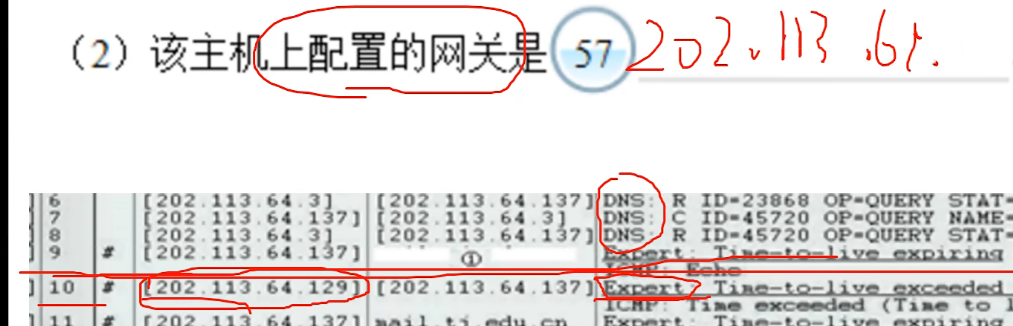 （2）该主机上配置的网关是 57 202.113.6
6 [202.113.64.3] [202.113.64.137] DNS: R ID=23868 OP=QUERY STAT=
7 [202.113.64.137] [202.113.64.3] DNS: C ID=45720 OP=QUERY NAME=
8 [202.113.64.3] [202.113.64.137] DNS: R ID=45720 OP=QUERY STAT=
9 # [202.113.64.137] ① Expert: Time-to-live expiring
ICMP: Echo
10 # [202.113.64.129] [202.113.64.137] Expert: Time-to-live exceeded
ICMP: Time exceeded (Time to l
11 # [202.113.64.137] mail.tj.edu.cn Expert: Time-to-live expiring